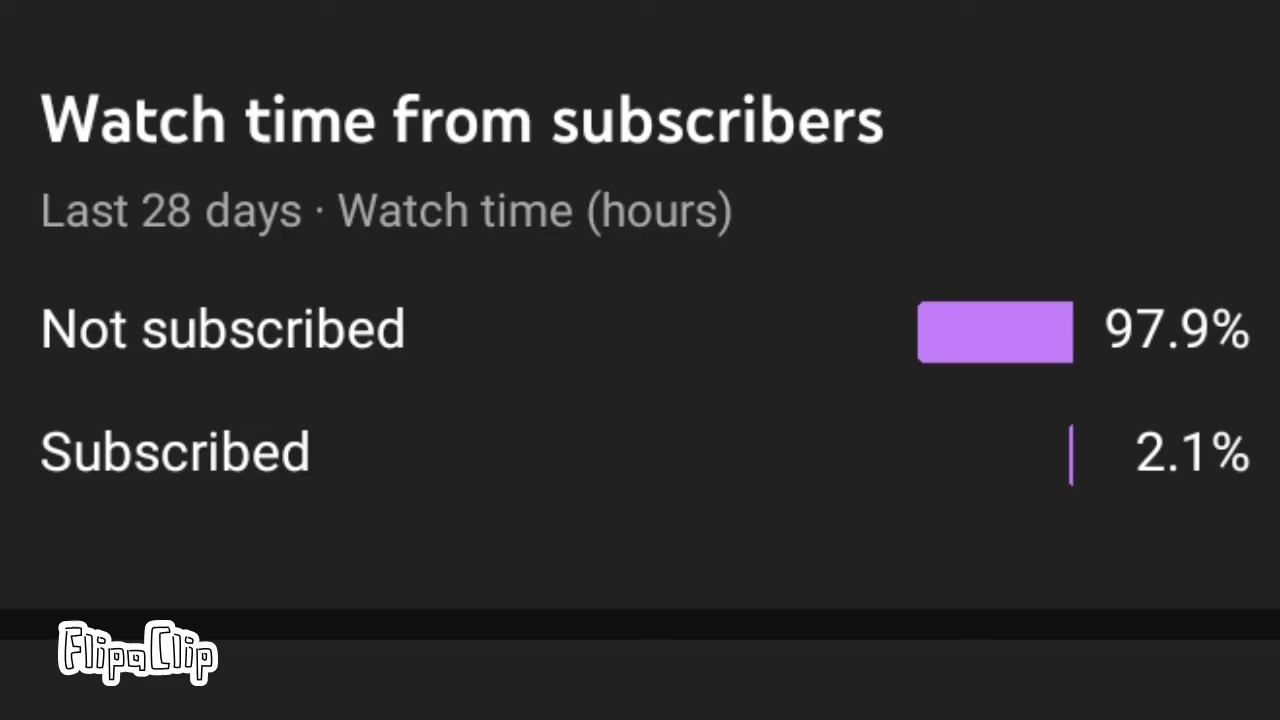 Watch time from subscribers
Last 28 days · Watch time (hours)
Not subscribed 97.9%
Subscribed 2.1%
FlipaClip